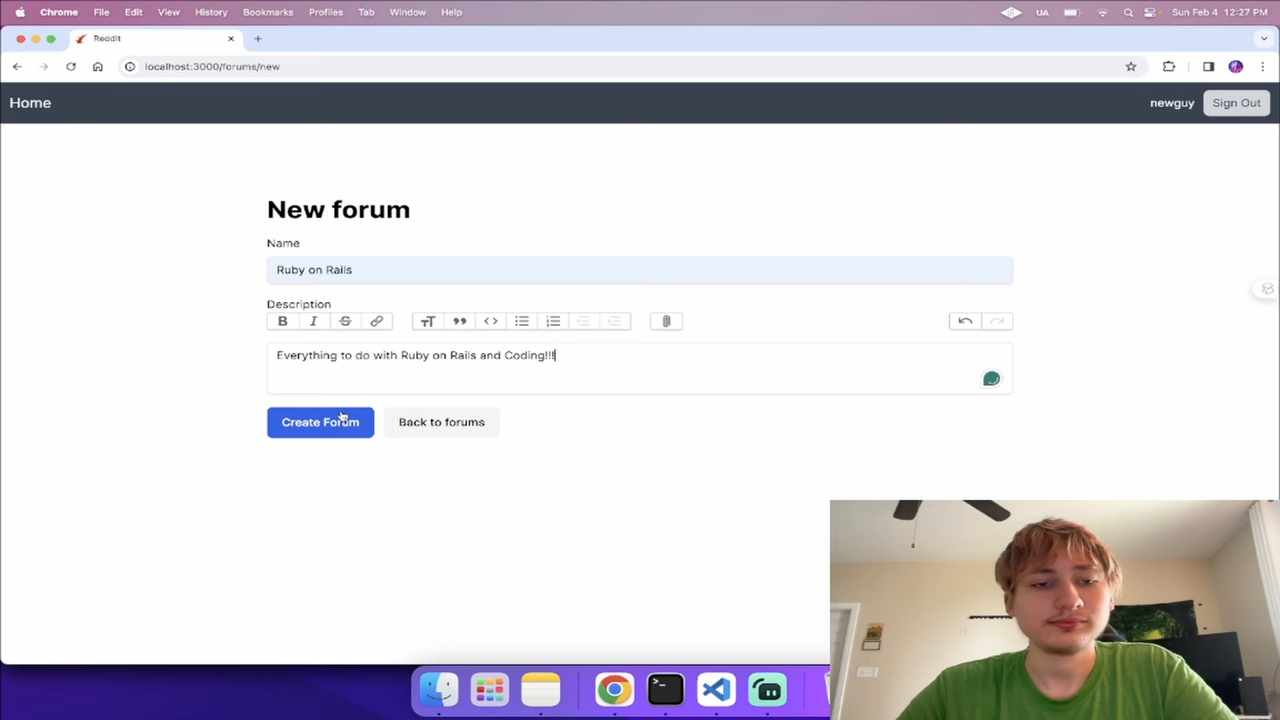 Chrome File Edit View History Bookmarks Profiles Tab Window Help UA Sun Feb 4 12:27 PM
Reddit
localhost:3000/forums/new
Home newguy Sign Out
New forum
Name
Ruby on Rails
Description
Everything to do with Ruby on Rails and Coding!!!
Create Forum Back to forums